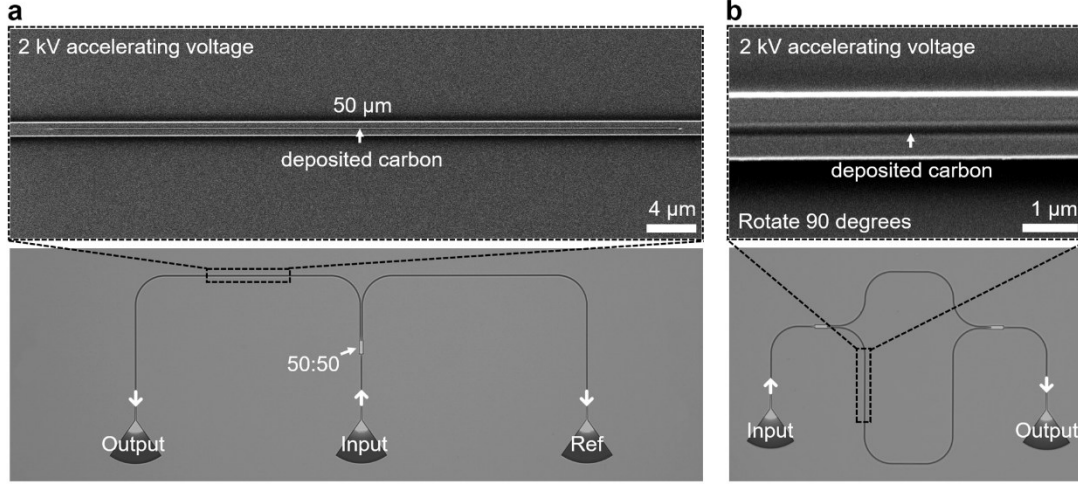 a
2 kV accelerating voltage
50 μm
deposited carbon
4 μm
50:50
Output
Input
Ref
b
2 kV accelerating voltage
deposited carbon
Rotate 90 degrees
1 μm
Input
Output